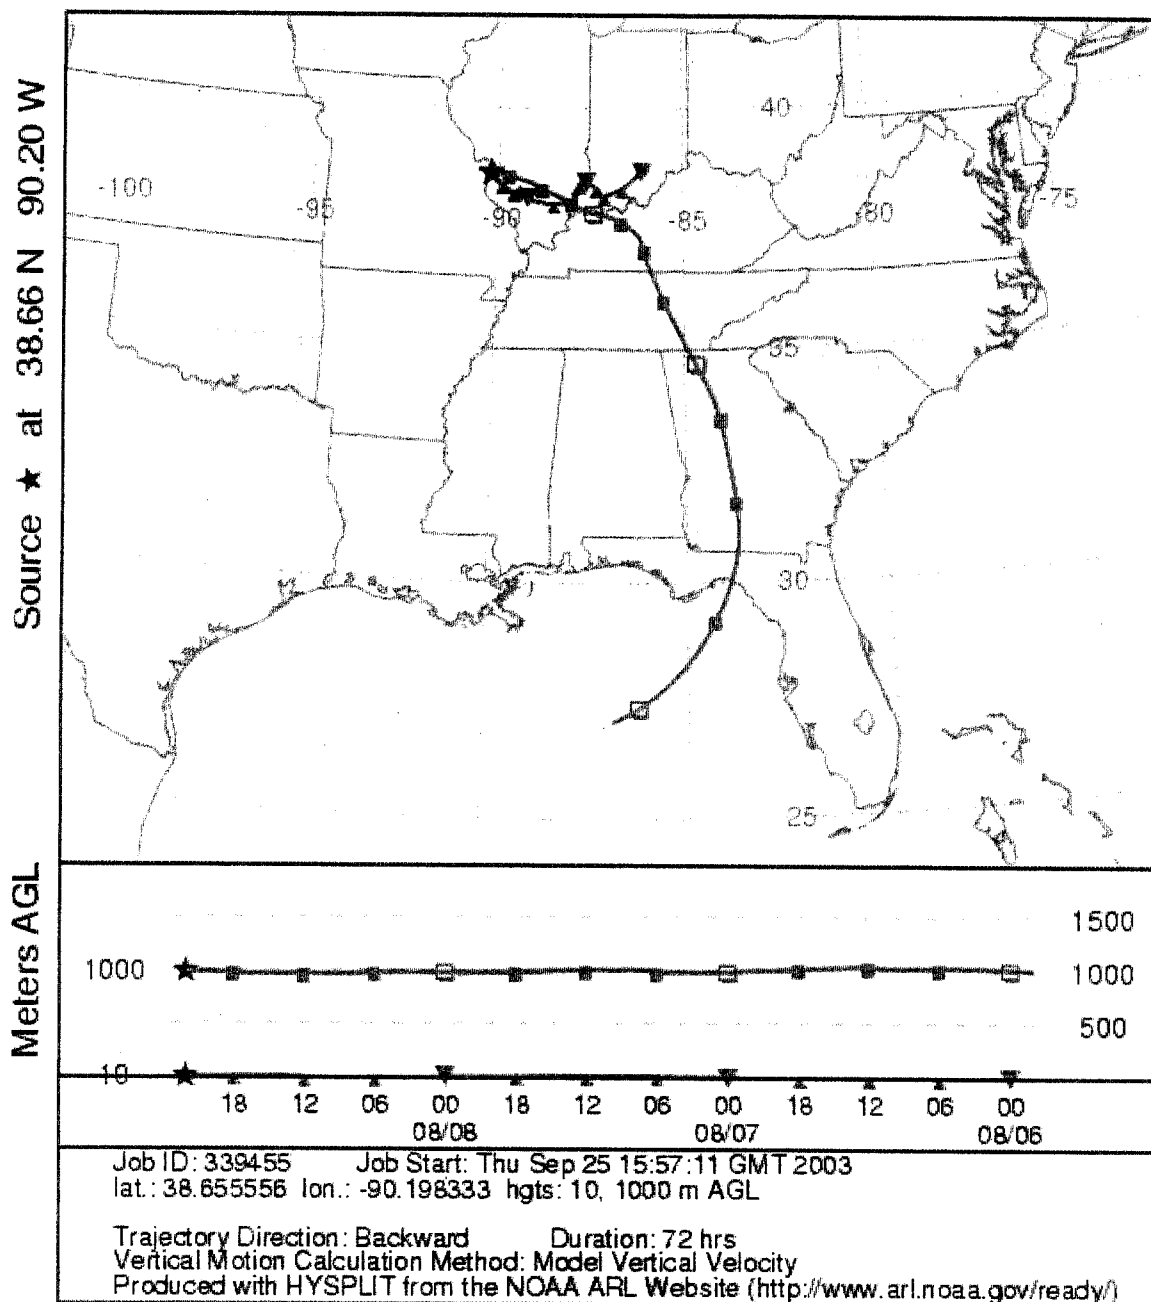 Source ★ at 38.66 N 90.20 W
40
-100
-95
-90
-85
-80
-75
35
30
25
Meters AGL
1500
1000
1000
500
10
18 12 06 00 18 12 06 00 18 12 06 00
08/08 08/07 08/06
Job ID: 339455 Job Start: Thu Sep 25 15:57:11 GMT 2003
lat.: 38.655556 lon.: -90.198333 hgts: 10, 1000 m AGL
Trajectory Direction: Backward Duration: 72 hrs
Vertical Motion Calculation Method: Model Vertical Velocity
Produced with HYSPLIT from the NOAA ARL Website (http://www.arl.noaa.gov/ready/)